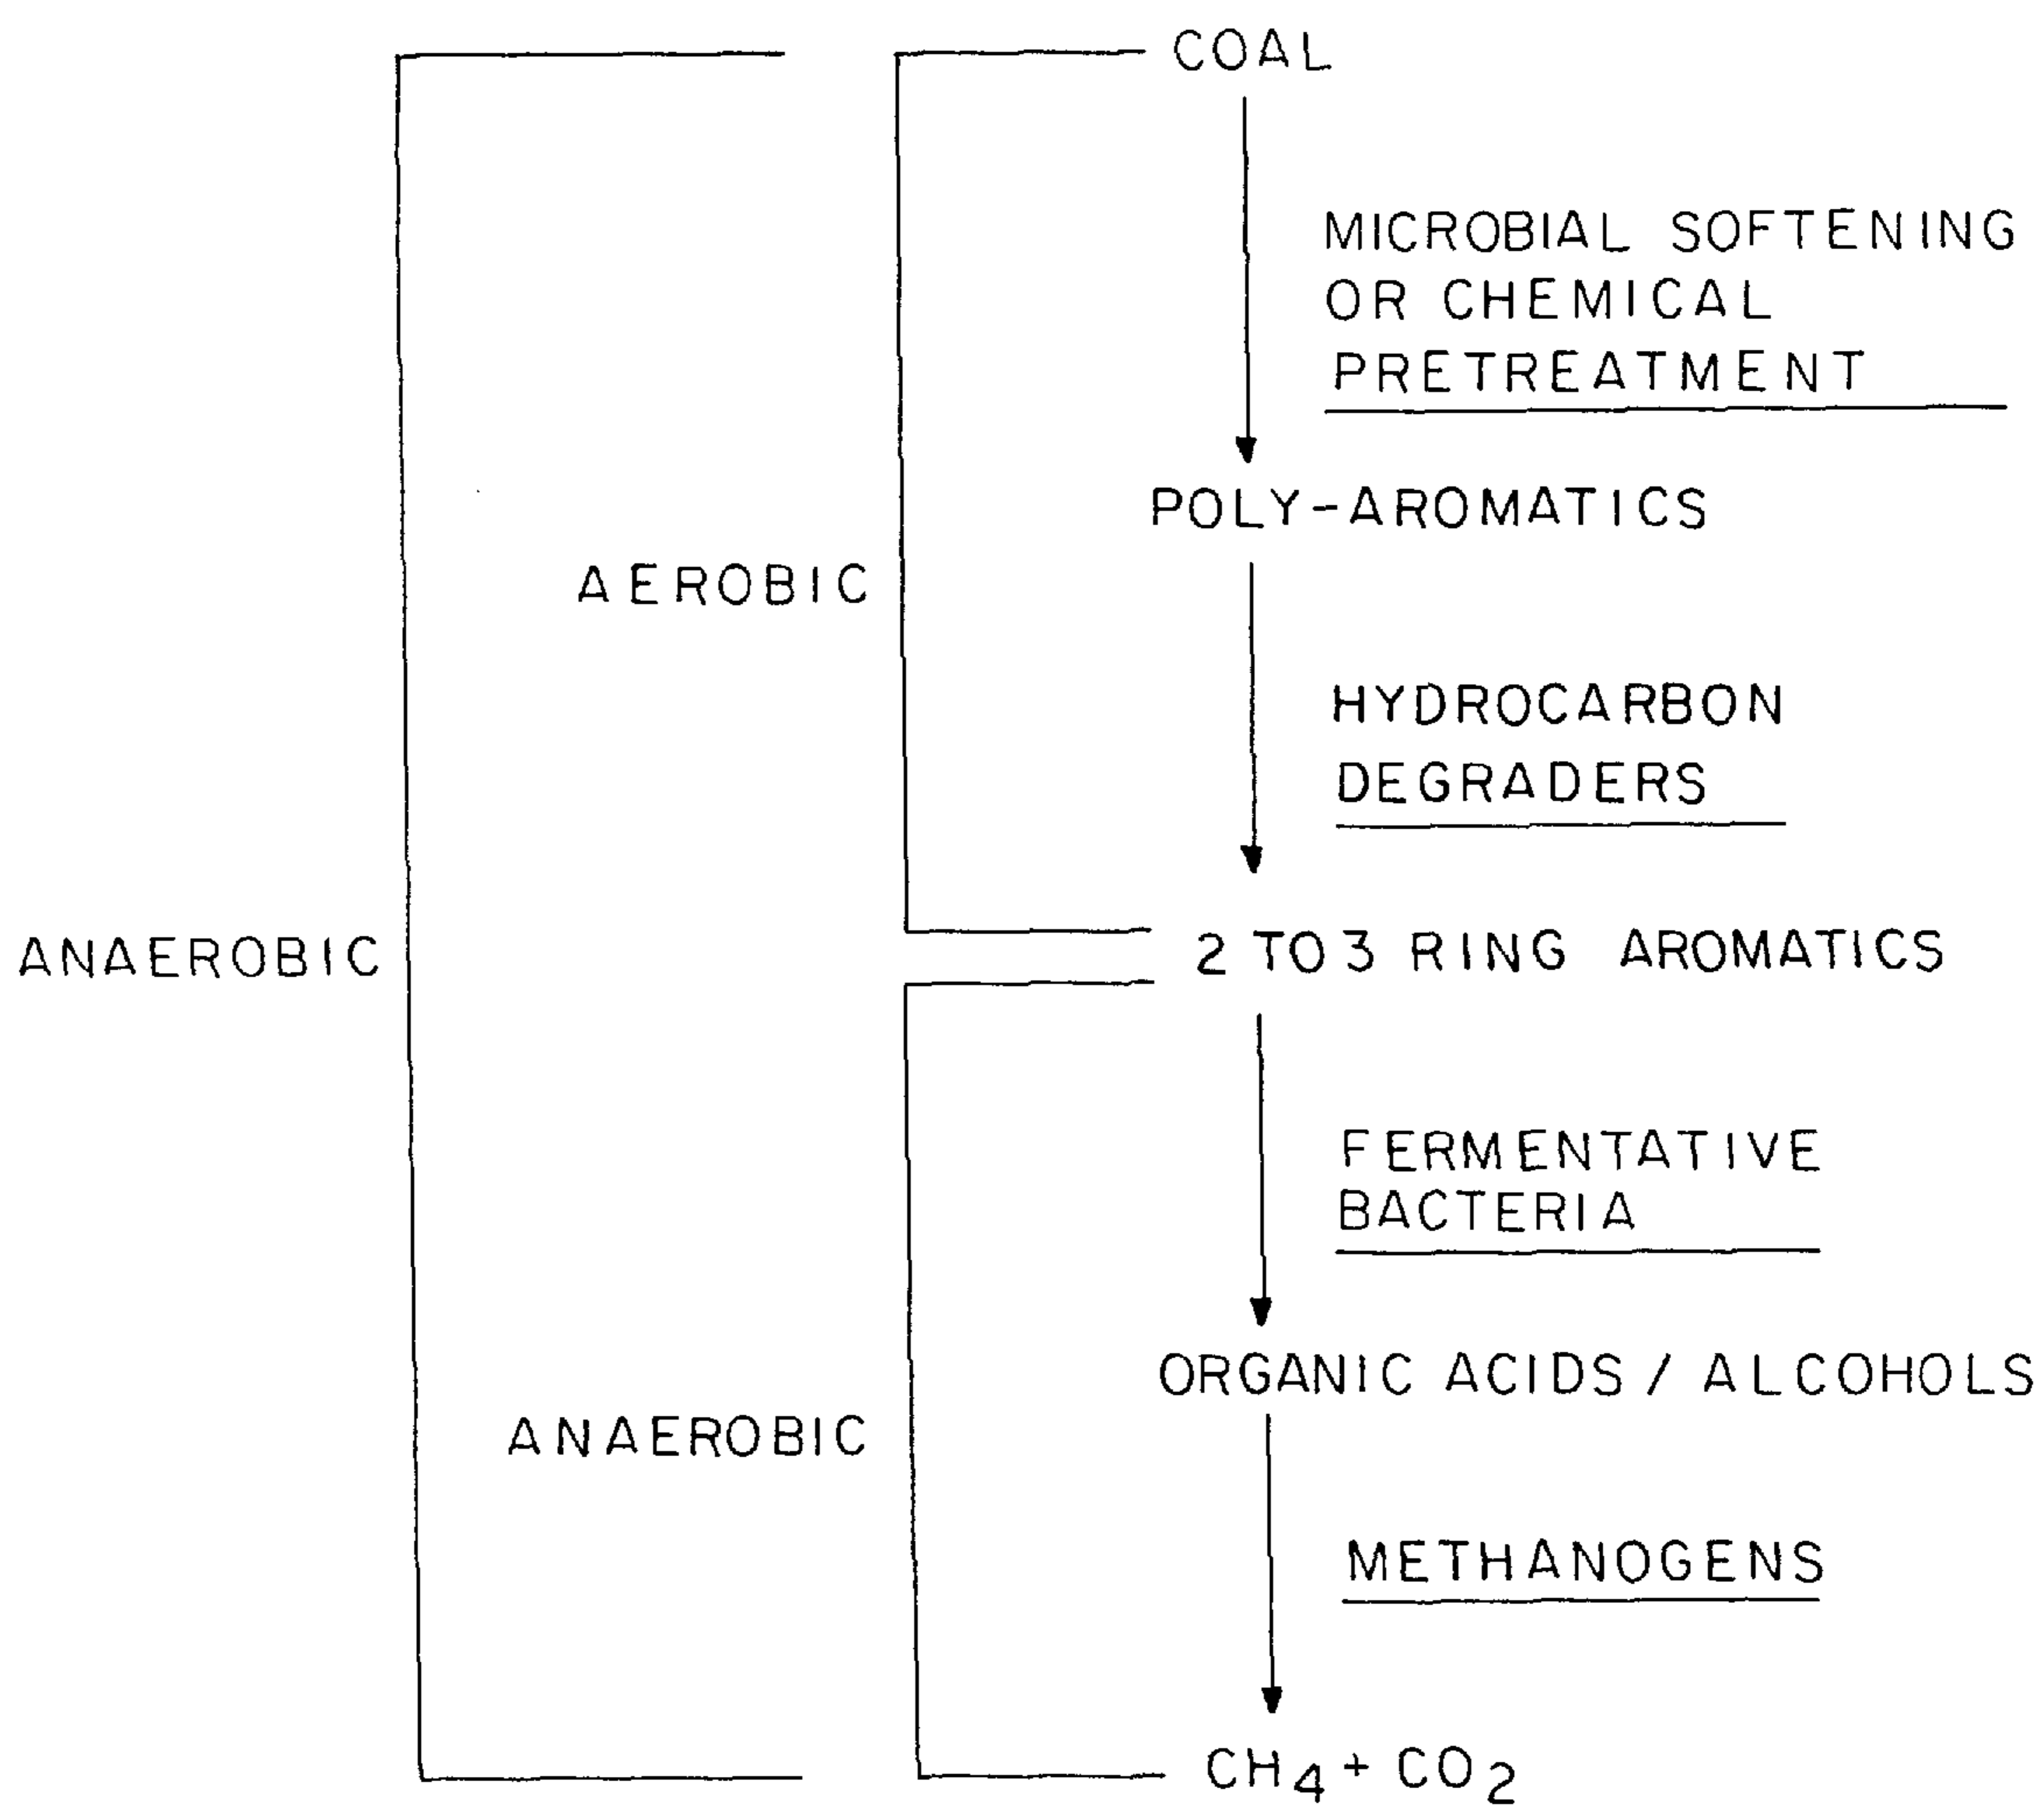 COAL
MICROBIAL SOFTENING
OR CHEMICAL
PRETREATMENT
POLY-AROMATICS
AEROBIC
HYDROCARBON
DEGRADERS
ANAEROBIC
2 TO 3 RING AROMATICS
FERMENTATIVE
BACTERIA
ORGANIC ACIDS / ALCOHOLS
ANAEROBIC
METHANOGENS
CH4 + CO2